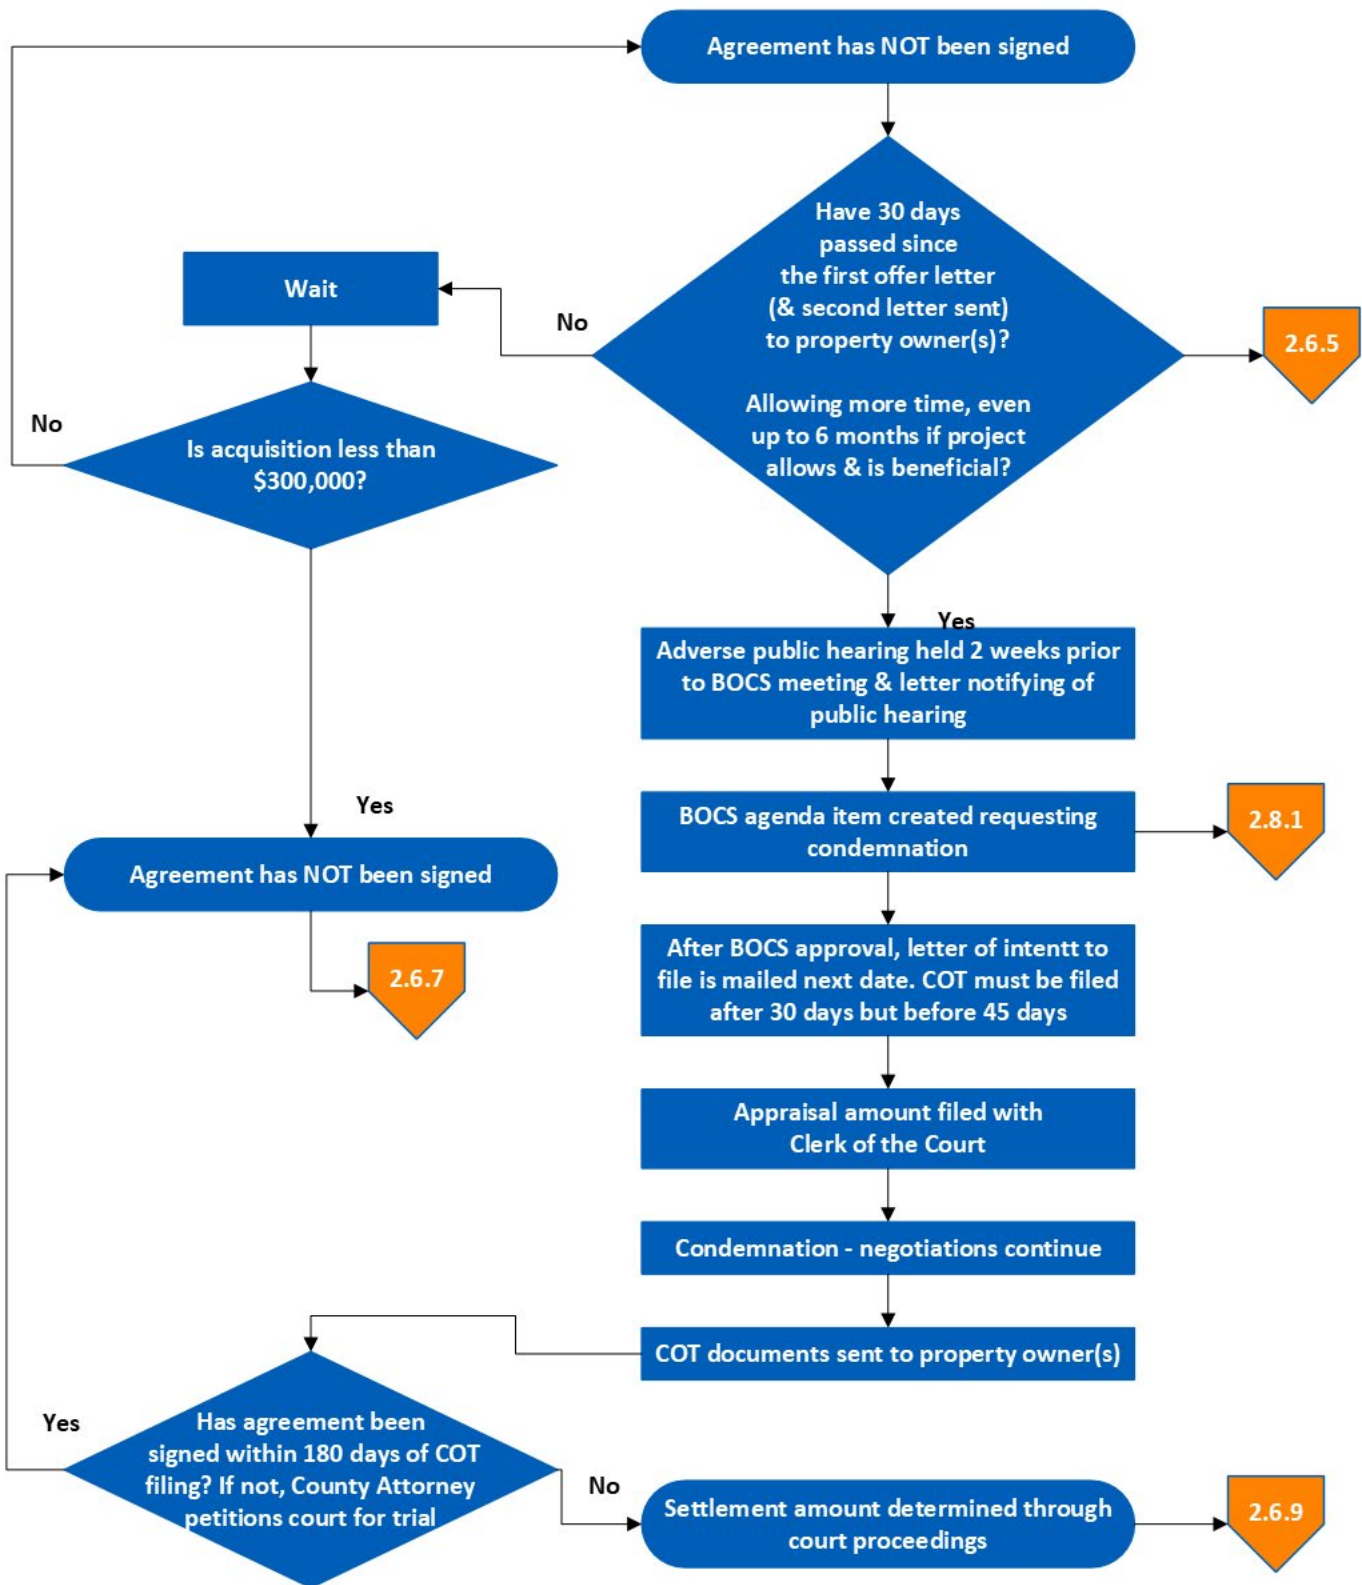 Agreement has NOT been signed
Have 30 days
passed since
the first offer letter
(& second letter sent)
to property owner(s)?
Allowing more time, even
up to 6 months if project
allows & is beneficial?
2.6.5
No
Wait
No
Is acquisition less than
$300,000?
Yes
Adverse public hearing held 2 weeks prior
to BOCS meeting & letter notifying of
public hearing
BOCS agenda item created requesting
condemnation
2.8.1
Yes
Agreement has NOT been signed
2.6.7
After BOCS approval, letter of intentt to
file is mailed next date. COT must be filed
after 30 days but before 45 days
Appraisal amount filed with
Clerk of the Court
Condemnation - negotiations continue
COT documents sent to property owner(s)
Yes
Has agreement been
signed within 180 days of COT
filing? If not, County Attorney
petitions court for trial
No
Settlement amount determined through
court proceedings
2.6.9